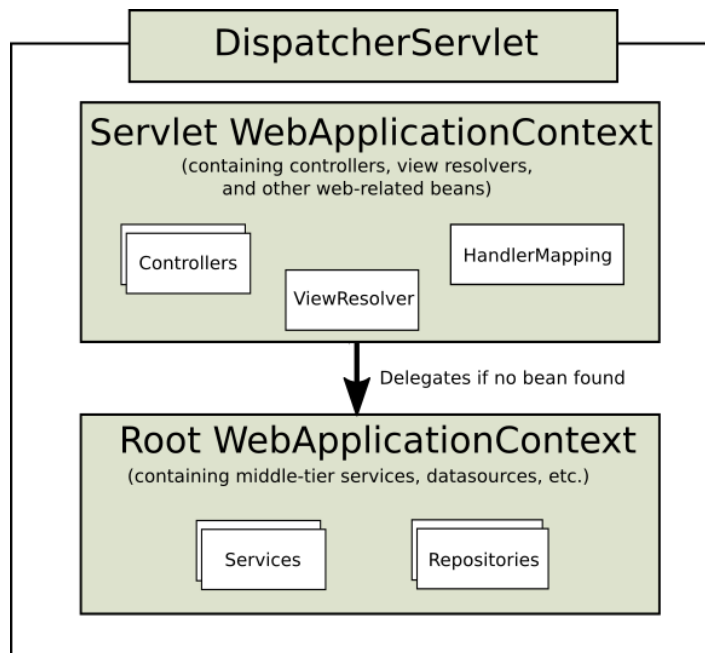 DispatcherServlet
Servlet WebApplicationContext
(containing controllers, view resolvers,
and other web-related beans)
Controllers
HandlerMapping
ViewResolver
Delegates if no bean found
Root WebApplicationContext
(containing middle-tier services, datasources, etc.)
Services
Repositories